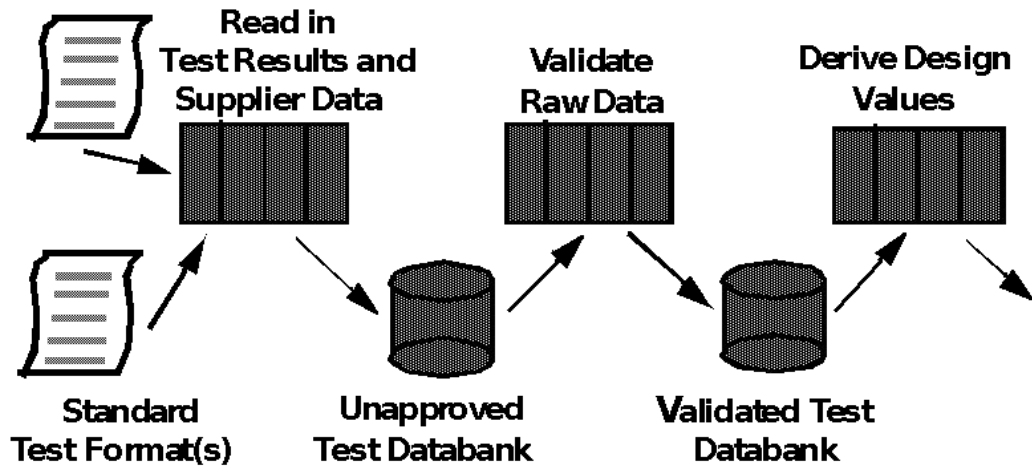 Read in
Test Results and
Supplier Data
Validate
Raw Data
Derive Design
Values
Standard
Test Format(s)
Unapproved
Test Databank
Validated Test
Databank